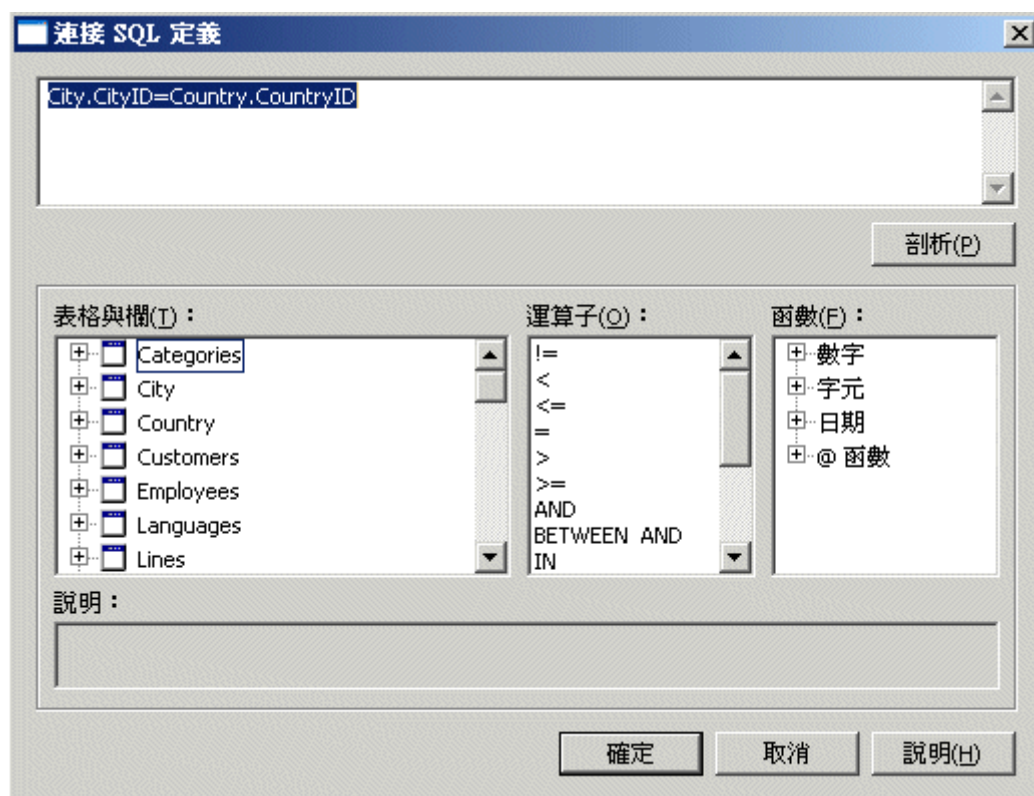 連接 SQL 定義
City.CityID=Country.CountryID
剖析(P)
表格與欄(T)：
Categories
City
Country
Customers
Employees
Languages
Lines
運算子(O)：
!=
<
<=
=
>
>=
AND
BETWEEN AND
IN
函數(F)：
數字
字元
日期
@ 函數
說明：
確定
取消
說明(H)